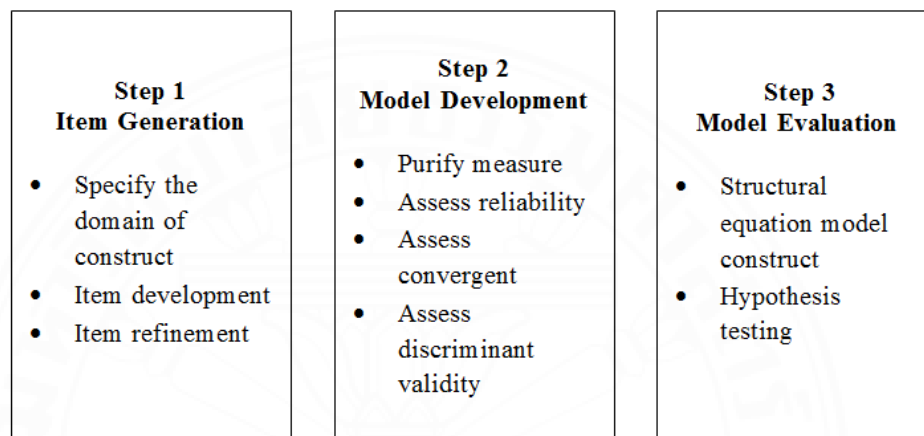 Step 1
Item Generation
• Specify the
domain of
construct
• Item development
• Item refinement
Step 2
Model Development
• Purify measure
• Assess reliability
• Assess
convergent
• Assess
discriminant
validity
Step 3
Model Evaluation
• Structural
equation model
construct
• Hypothesis
testing